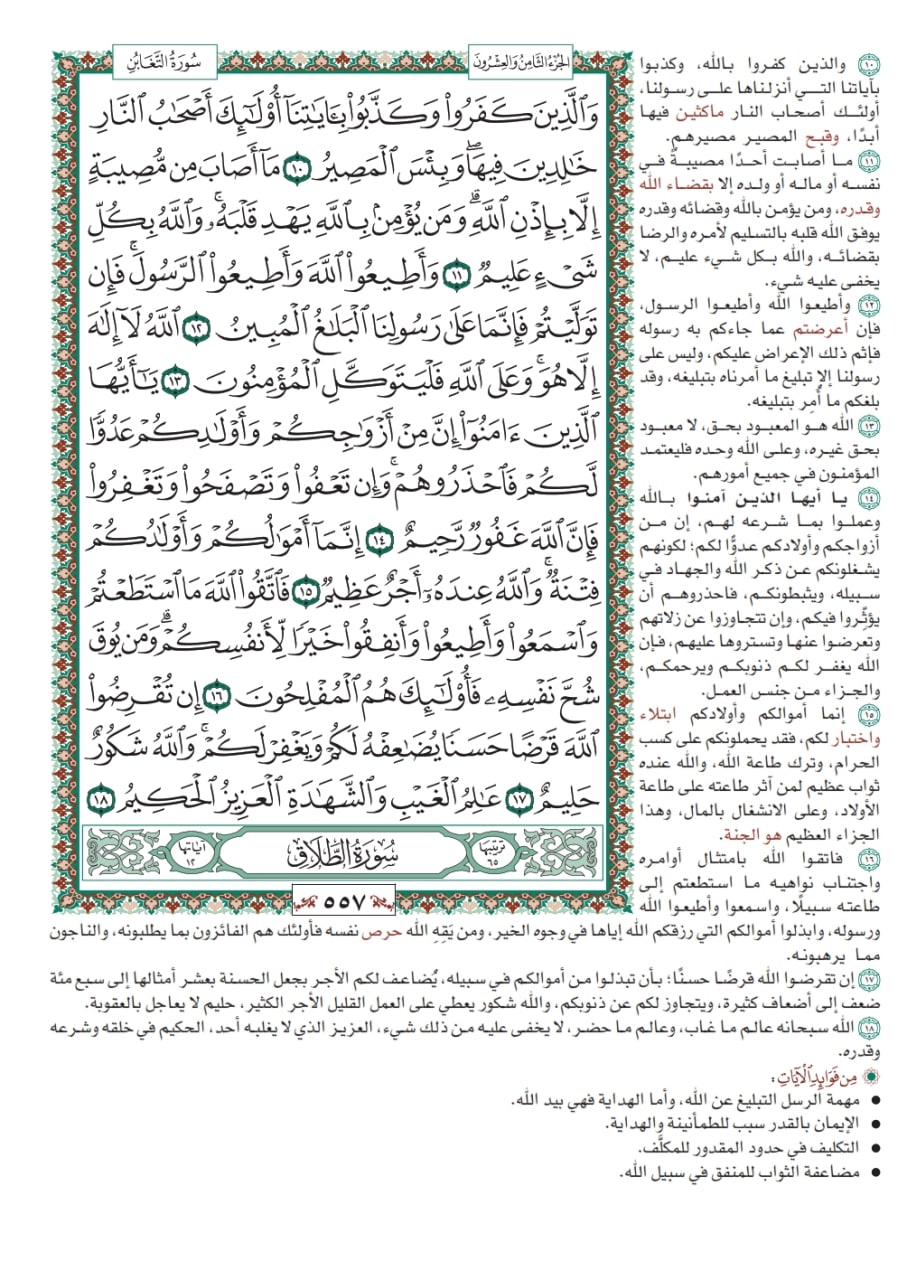 الجزء الثامن والعشرون
سورة التغابن
وَٱلَّذِينَ كَفَرُواْ وَكَذَّبُواْ بِـَٔايَٰتِنَآ أُوْلَٰٓئِكَ أَصۡحَٰبُ ٱلنَّارِ
خَٰلِدِينَ فِيهَاۖ وَبِئۡسَ ٱلۡمَصِيرُ ١٠ مَآ أَصَابَ مِن مُّصِيبَةٍ
إِلَّا بِإِذۡنِ ٱللَّهِۗ وَمَن يُؤۡمِنۢ بِٱللَّهِ يَهۡدِ قَلۡبَهُۥۚ وَٱللَّهُ بِكُلِّ
شَيۡءٍ عَلِيمٞ ١١ وَأَطِيعُواْ ٱللَّهَ وَأَطِيعُواْ ٱلرَّسُولَۚ فَإِن
تَوَلَّيۡتُمۡ فَإِنَّمَا عَلَىٰ رَسُولِنَا ٱلۡبَلَٰغُ ٱلۡمُبِينُ ١٢ ٱللَّهُ لَآ إِلَٰهَ
إِلَّا هُوَۚ وَعَلَى ٱللَّهِ فَلۡيَتَوَكَّلِ ٱلۡمُؤۡمِنُونَ ١٣ يَٰٓأَيُّهَا
ٱلَّذِينَ ءَامَنُوٓاْ إِنَّ مِنۡ أَزۡوَٰجِكُمۡ وَأَوۡلَٰدِكُمۡ عَدُوّٗا
لَّكُمۡ فَٱحۡذَرُوهُمۡۚ وَإِن تَعۡفُواْ وَتَصۡفَحُواْ وَتَغۡفِرُواْ
فَإِنَّ ٱللَّهَ غَفُورٞ رَّحِيمٌ ١٤ إِنَّمَآ أَمۡوَٰلُكُمۡ وَأَوۡلَٰدُكُمۡ
فِتۡنَةٞۚ وَٱللَّهُ عِندَهُۥٓ أَجۡرٌ عَظِيمٞ ١٥ فَٱتَّقُواْ ٱللَّهَ مَا ٱسۡتَطَعۡتُمۡ
وَٱسۡمَعُواْ وَأَطِيعُواْ وَأَنفِقُواْ خَيۡرٗا لِّأَنفُسِكُمۡۗ وَمَن يُوقَ
شُحَّ نَفۡسِهِۦ فَأُوْلَٰٓئِكَ هُمُ ٱلۡمُفۡلِحُونَ ١٦ إِن تُقۡرِضُواْ
ٱللَّهَ قَرۡضًا حَسَنٗا يُضَٰعِفۡهُ لَكُمۡ وَيَغۡفِرۡ لَكُمۡۚ وَٱللَّهُ شَكُورٌ
حَلِيمٌ ١٧ عَٰلِمُ ٱلۡغَيۡبِ وَٱلشَّهَٰدَةِ ٱلۡعَزِيزُ ٱلۡحَكِيمُ ١٨
ترتيبها ٦٥
سورة الطلاق
آياتها ١٢
٥٥٧
١٠ والذين كفروا بالله، وكذبوا
بآياتنا التي أنزلناها على رسولنا،
أولئك أصحاب النار ماكثين فيها
أبدًا، وقبح المصير مصيرهم.
١١ ما أصابت أحدًا مصيبةٌ في
نفسه أو ماله أو ولده إلا بقضاء الله
وقدره، ومن يؤمن بالله وقضائه وقدره
يوفق الله قلبه بالتسليم لأمره والرضا
بقضائه، والله بكل شيء عليم، لا
يخفى عليه شيء.
١٢ وأطيعوا الله وأطيعوا الرسول،
فإن أعرضتم عما جاءكم به رسوله
فإثم ذلك الإعراض عليكم، وليس على
رسولنا إلا تبليغ ما أمرناه بتبليغه، وقد
بلغكم ما أُمِر بتبليغه.
١٣ الله هو المعبود بحق، لا معبود
بحق غيره، وعلى الله وحده فليعتمد
المؤمنون في جميع أمورهم.
١٤ يا أيها الذين آمنوا بالله
وعملوا بما شرعه لهم، إن من
أزواجكم وأولادكم عدوًّا لكم؛ لكونهم
يشغلونكم عن ذكر الله والجهاد في
سبيله، ويثبطونكم، فاحذروهم أن
يؤثِّروا فيكم، وإن تتجاوزوا عن زلاتهم
وتعرضوا عنها وتستروها عليهم، فإن
الله يغفر لكم ذنوبكم ويرحمكم،
والجزاء من جنس العمل.
١٥ إنما أموالكم وأولادكم ابتلاء
واختبار لكم، فقد يحملونكم على كسب
الحرام، وترك طاعة الله، والله عنده
ثواب عظيم لمن آثر طاعته على طاعة
الأولاد، وعلى الانشغال بالمال، وهذا
الجزاء العظيم هو الجنة.
١٦ فاتقوا الله بامتثال أوامره
واجتناب نواهيه ما استطعتم إلى
طاعته سبيلًا، واسمعوا وأطيعوا الله
ورسوله، وابذلوا أموالكم التي رزقكم الله إياها في وجوه الخير، ومن يَقِهِ الله حرص نفسه فأولئك هم الفائزون بما يطلبونه، والناجون
مما يرهبونه.
١٧ إن تقرضوا الله قرضًا حسنًا؛ بأن تبذلوا من أموالكم في سبيله، يُضاعف لكم الأجر بجعل الحسنة بعشر أمثالها إلى سبع مئة
ضعف إلى أضعاف كثيرة، ويتجاوز لكم عن ذنوبكم، والله شكور يعطي على العمل القليل الأجر الكثير، حليم لا يعاجل بالعقوبة.
١٨ الله سبحانه عالم ما غاب، وعالم ما حضر، لا يخفى عليه من ذلك شيء، العزيز الذي لا يغلبه أحد، الحكيم في خلقه وشرعه
وقدره.
مِن فَوَائِدِ الْآيَاتِ:
• مهمة الرسل التبليغ عن الله، وأما الهداية فهي بيد الله.
• الإيمان بالقدر سبب للطمأنينة والهداية.
• التكليف في حدود المقدور للمكلَّف.
• مضاعفة الثواب للمنفق في سبيل الله.